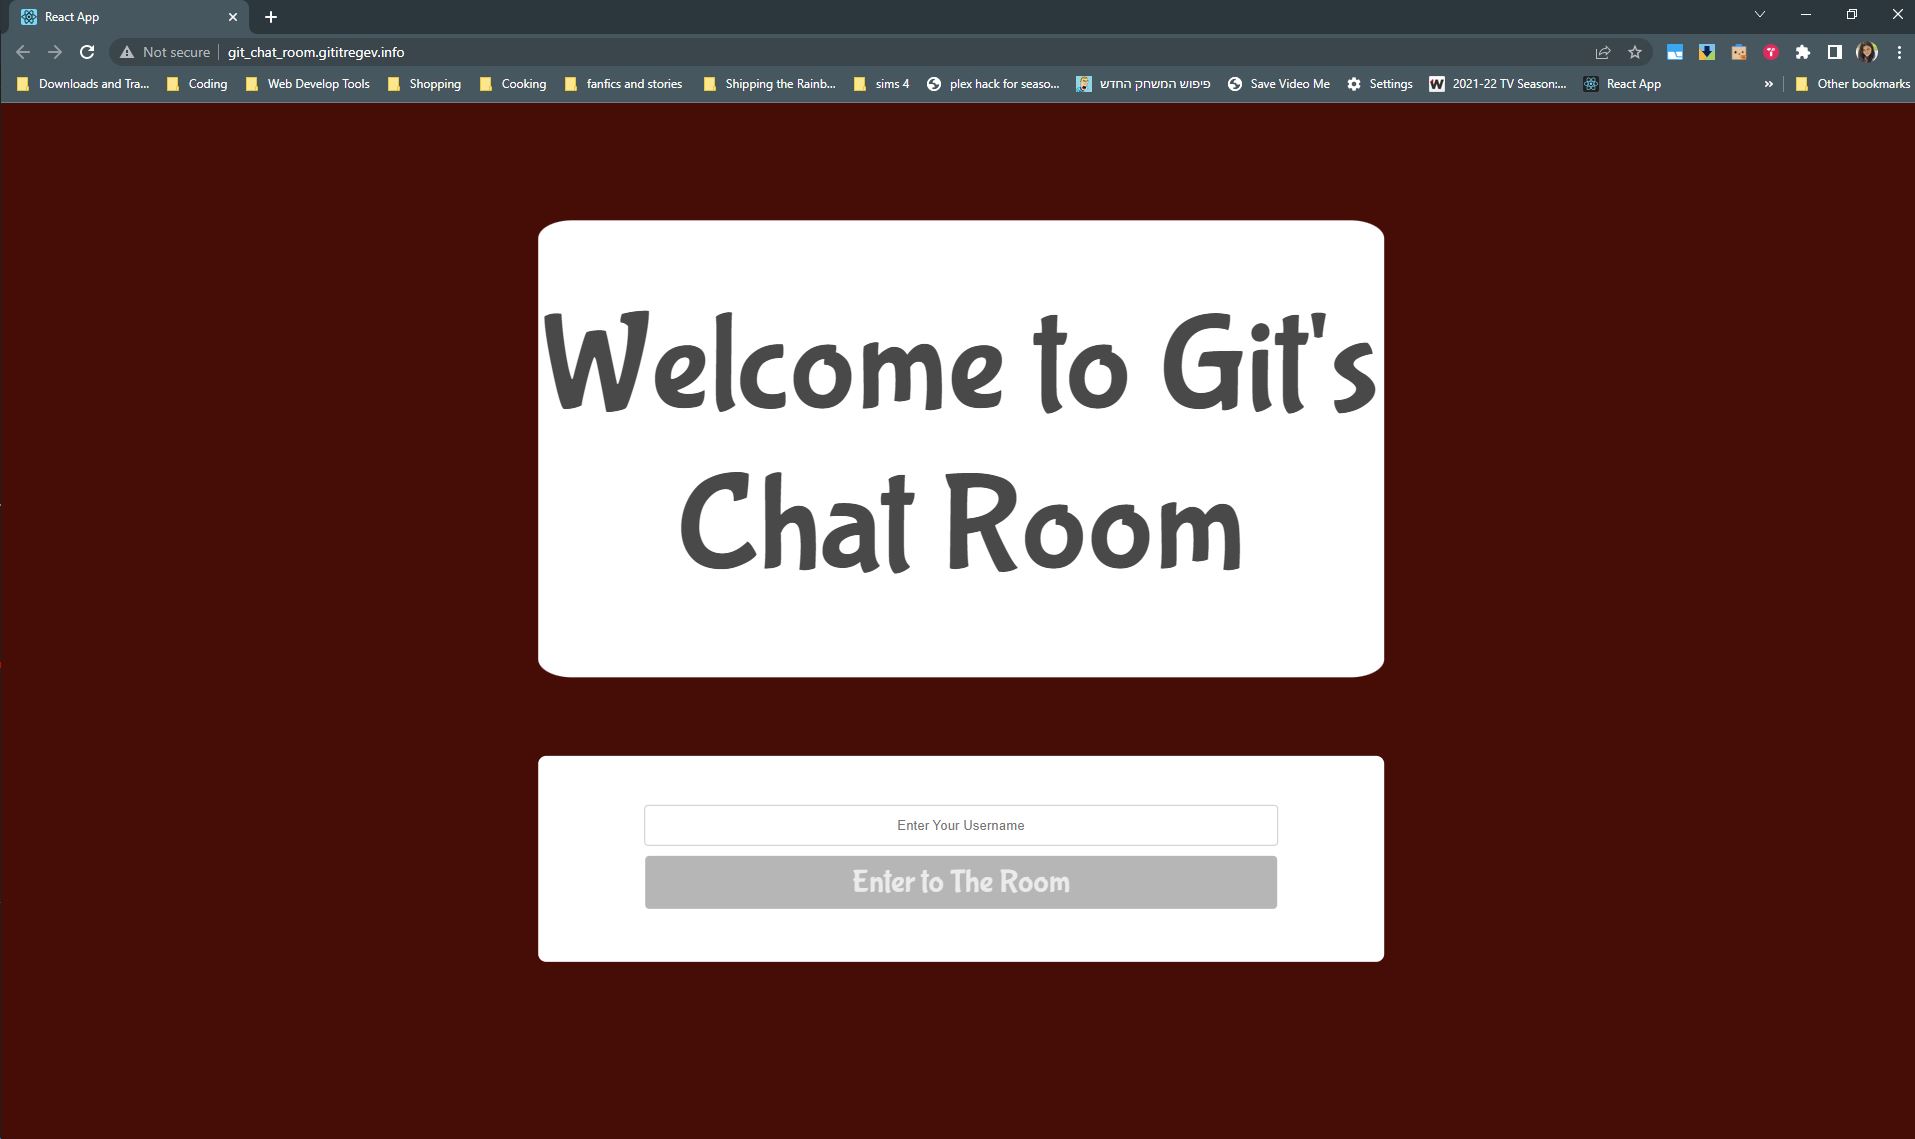 React App
Not secure
git_chat_room.gititregev.info
Downloads and Tra...
Coding
Web Develop Tools
Shopping
Cooking
fanfics and stories
Shipping the Rainb...
sims 4
plex hack for seaso...
פיפוש המשחק החדש
Save Video Me
Settings
2021-22 TV Season:...
React App
Other bookmarks
Welcome to Git's
Chat Room
Enter Your Username
Enter to The Room